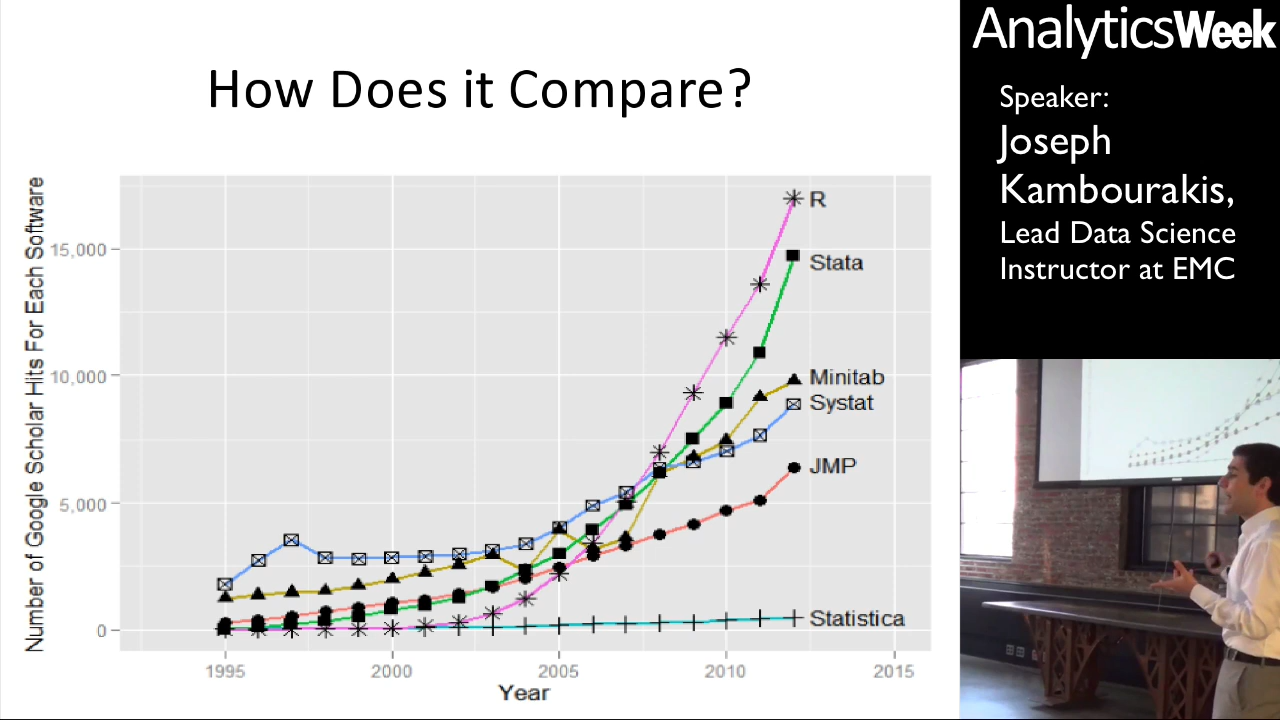 How Does it Compare?
Number of Google Scholar Hits For Each Software
15,000
10,000
5,000
0
R
Stata
Minitab
Systat
JMP
Statistica
1995 2000 2005 2010 2015
Year
AnalyticsWeek
Speaker:
Joseph
Kambourakis,
Lead Data Science
Instructor at EMC